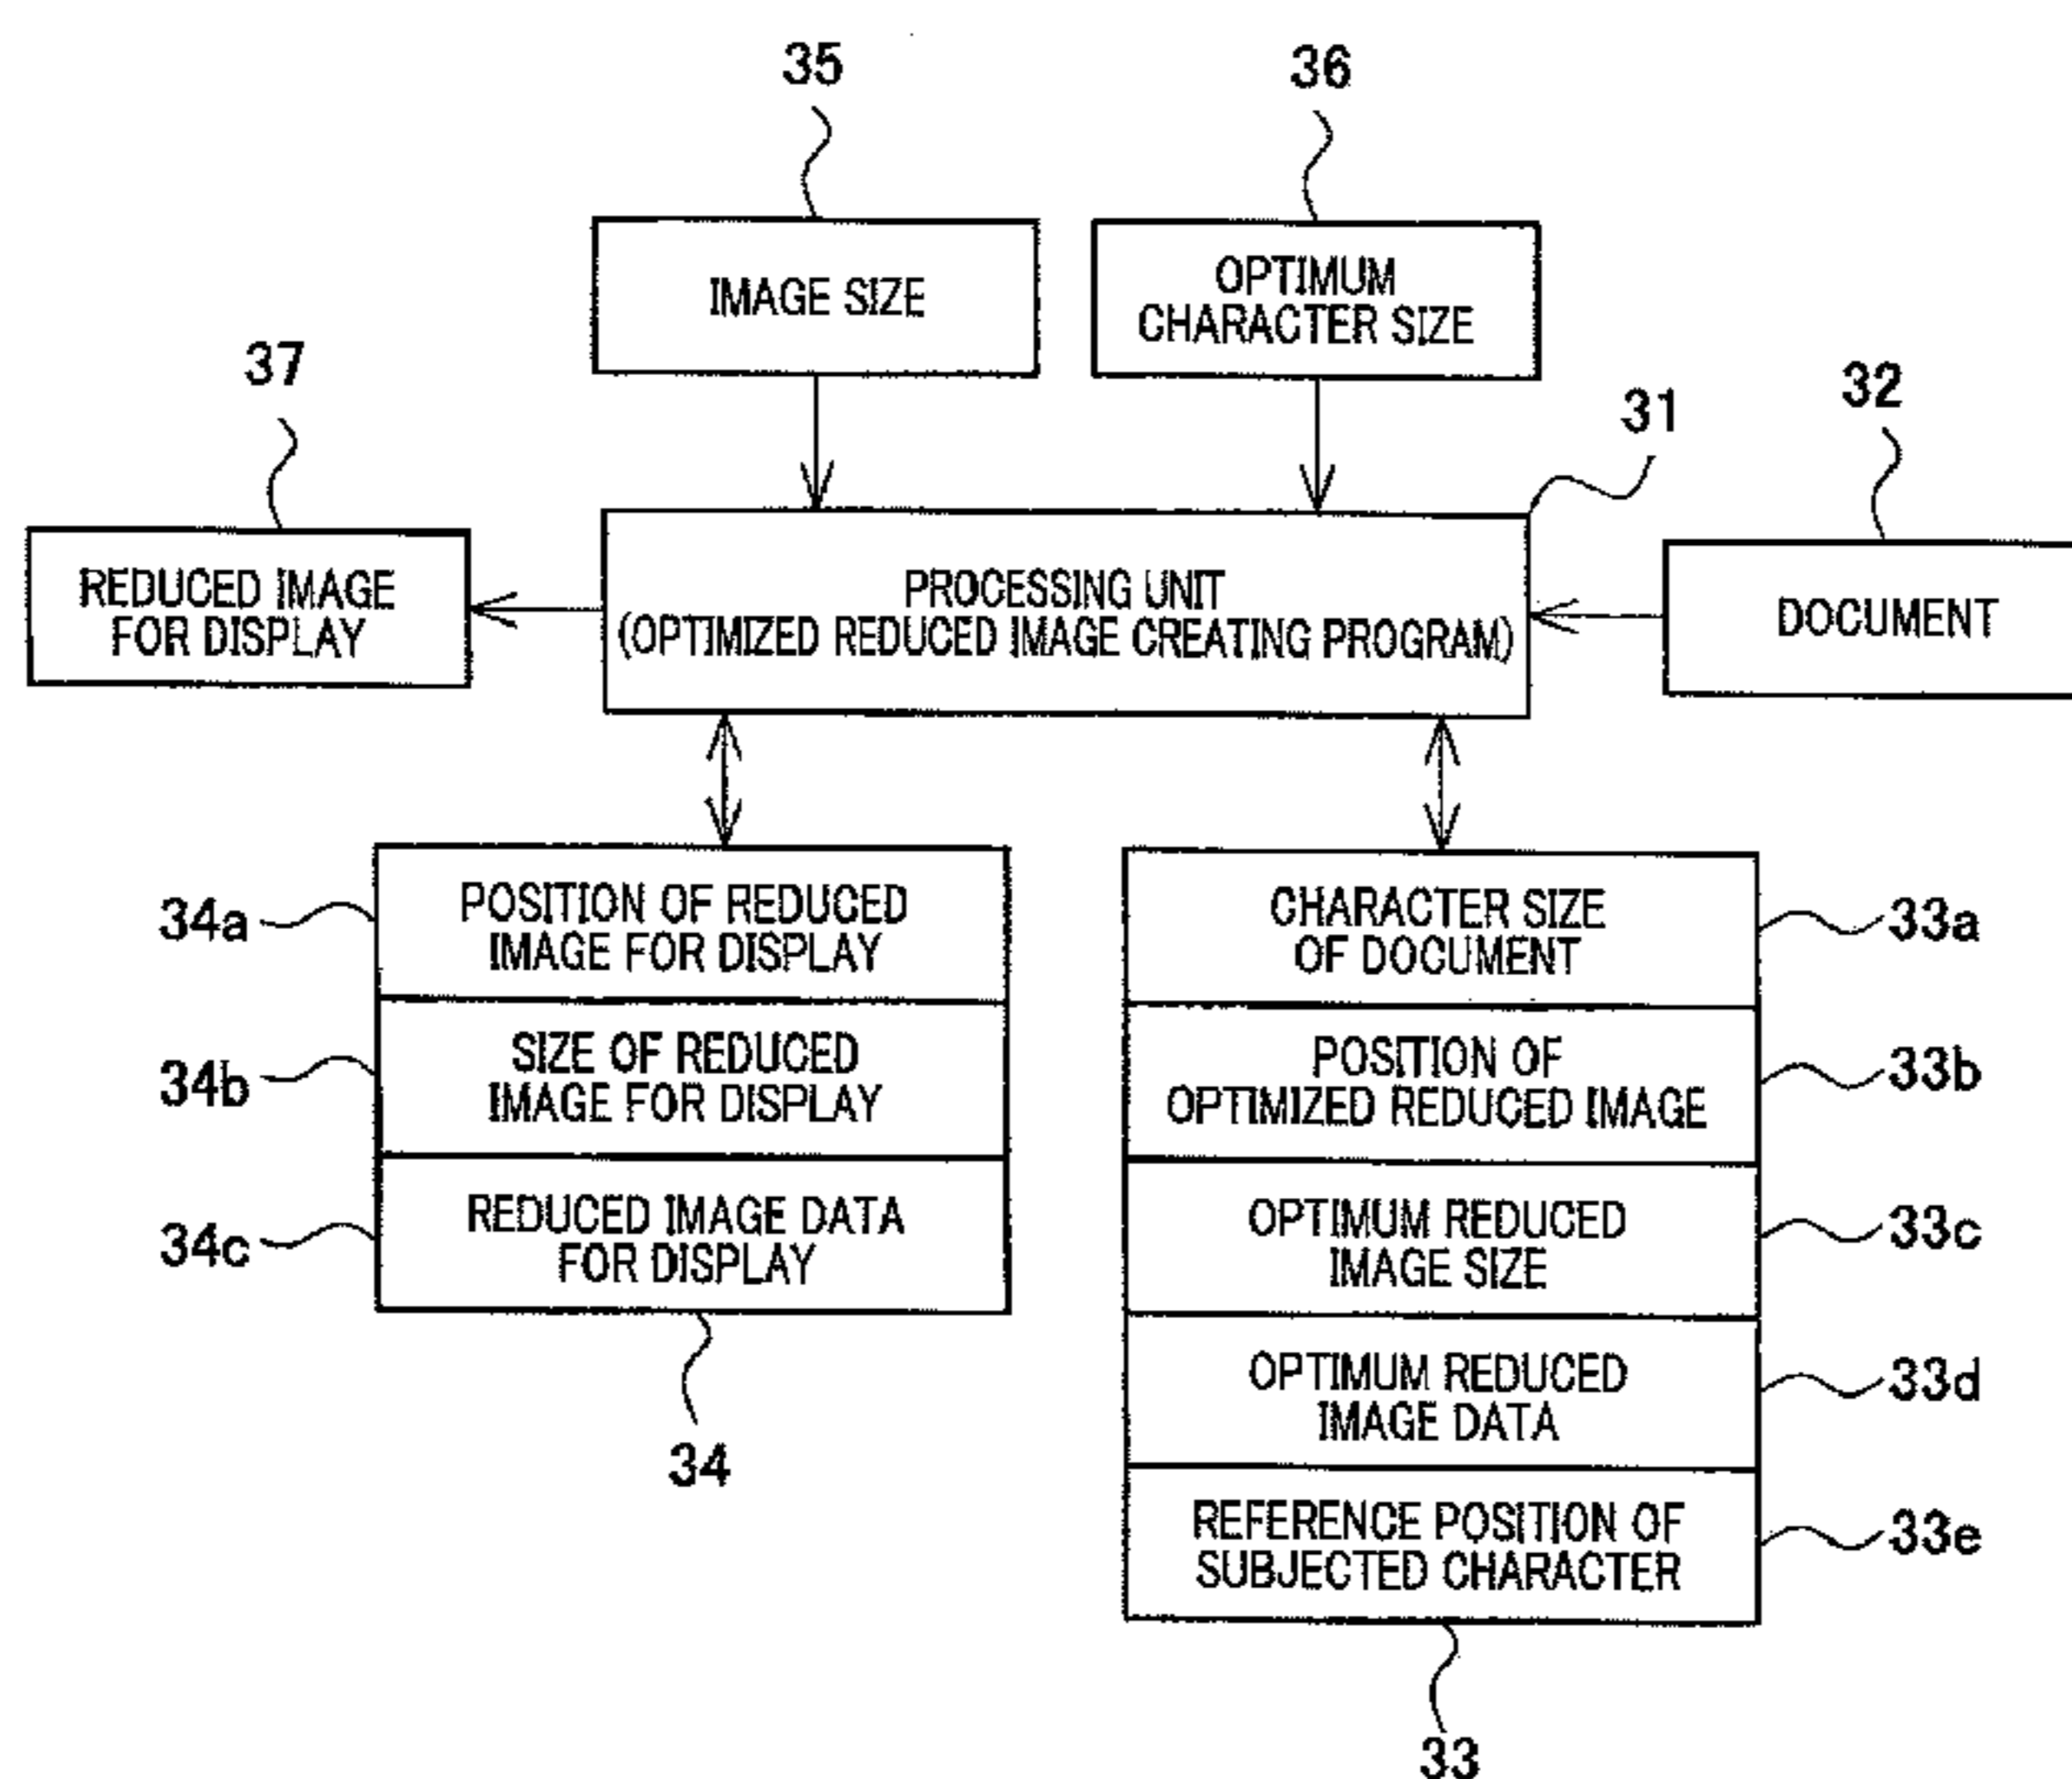 35
36
IMAGE SIZE
OPTIMUM
CHARACTER SIZE
37
31
32
REDUCED IMAGE
FOR DISPLAY
PROCESSING UNIT
(OPTIMIZED REDUCED IMAGE CREATING PROGRAM)
DOCUMENT
34a
POSITION OF REDUCED
IMAGE FOR DISPLAY
34b
SIZE OF REDUCED
IMAGE FOR DISPLAY
34c
REDUCED IMAGE DATA
FOR DISPLAY
34
CHARACTER SIZE
OF DOCUMENT
33a
POSITION OF
OPTIMIZED REDUCED IMAGE
33b
OPTIMUM REDUCED
IMAGE SIZE
33c
OPTIMUM REDUCED
IMAGE DATA
33d
REFERENCE POSITION OF
SUBJECTED CHARACTER
33e
33